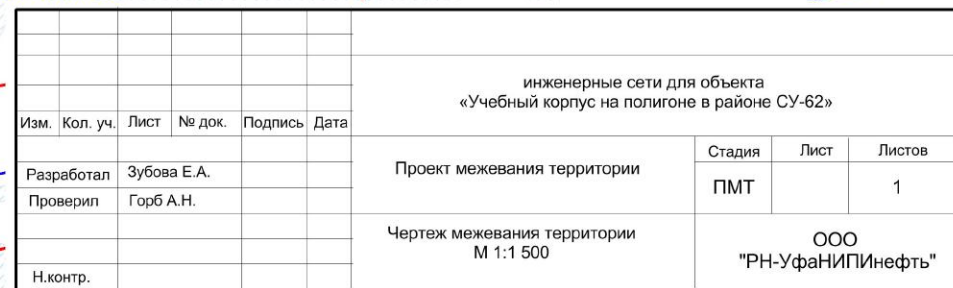 инженерные сети для объекта
«Учебный корпус на полигоне в районе СУ-62»
Изм. Кол. уч. Лист № док. Подпись Дата
Разработал Зубова Е.А.
Проверил Горб А.Н.
Н.контр.
Проект межевания территории
Стадия Лист Листов
ПМТ 1
Чертеж межевания территории
М 1:1 500
ООО
"РН-УфаНИПИнефть"